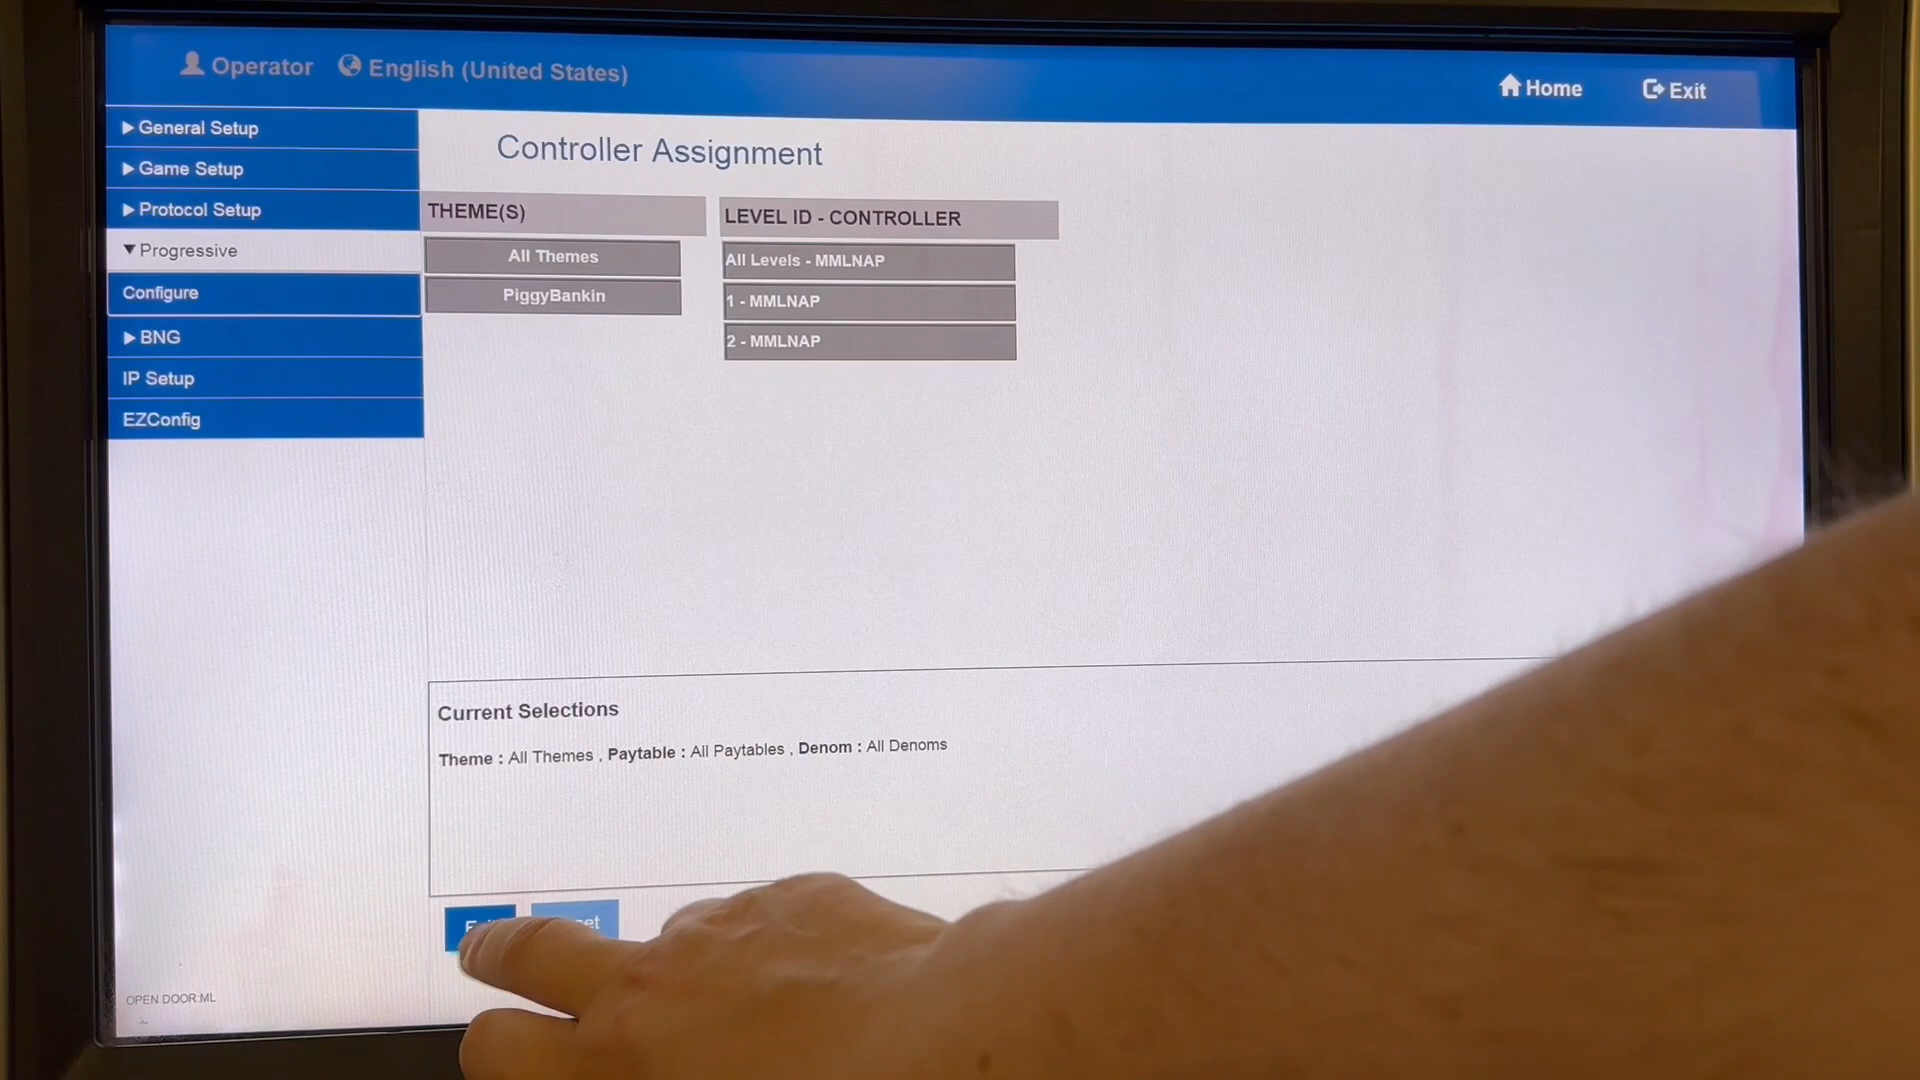 Operator English (United States)
Home Exit
General Setup
Game Setup
Protocol Setup
Progressive
Configure
BNG
IP Setup
EZConfig
Controller Assignment
THEME(S)
All Themes
PiggyBankin
LEVEL ID - CONTROLLER
All Levels - MMLNAP
1 - MMLNAP
2 - MMLNAP
Current Selections
Theme : All Themes , Paytable : All Paytables , Denom : All Denoms
OPEN DOOR:ML